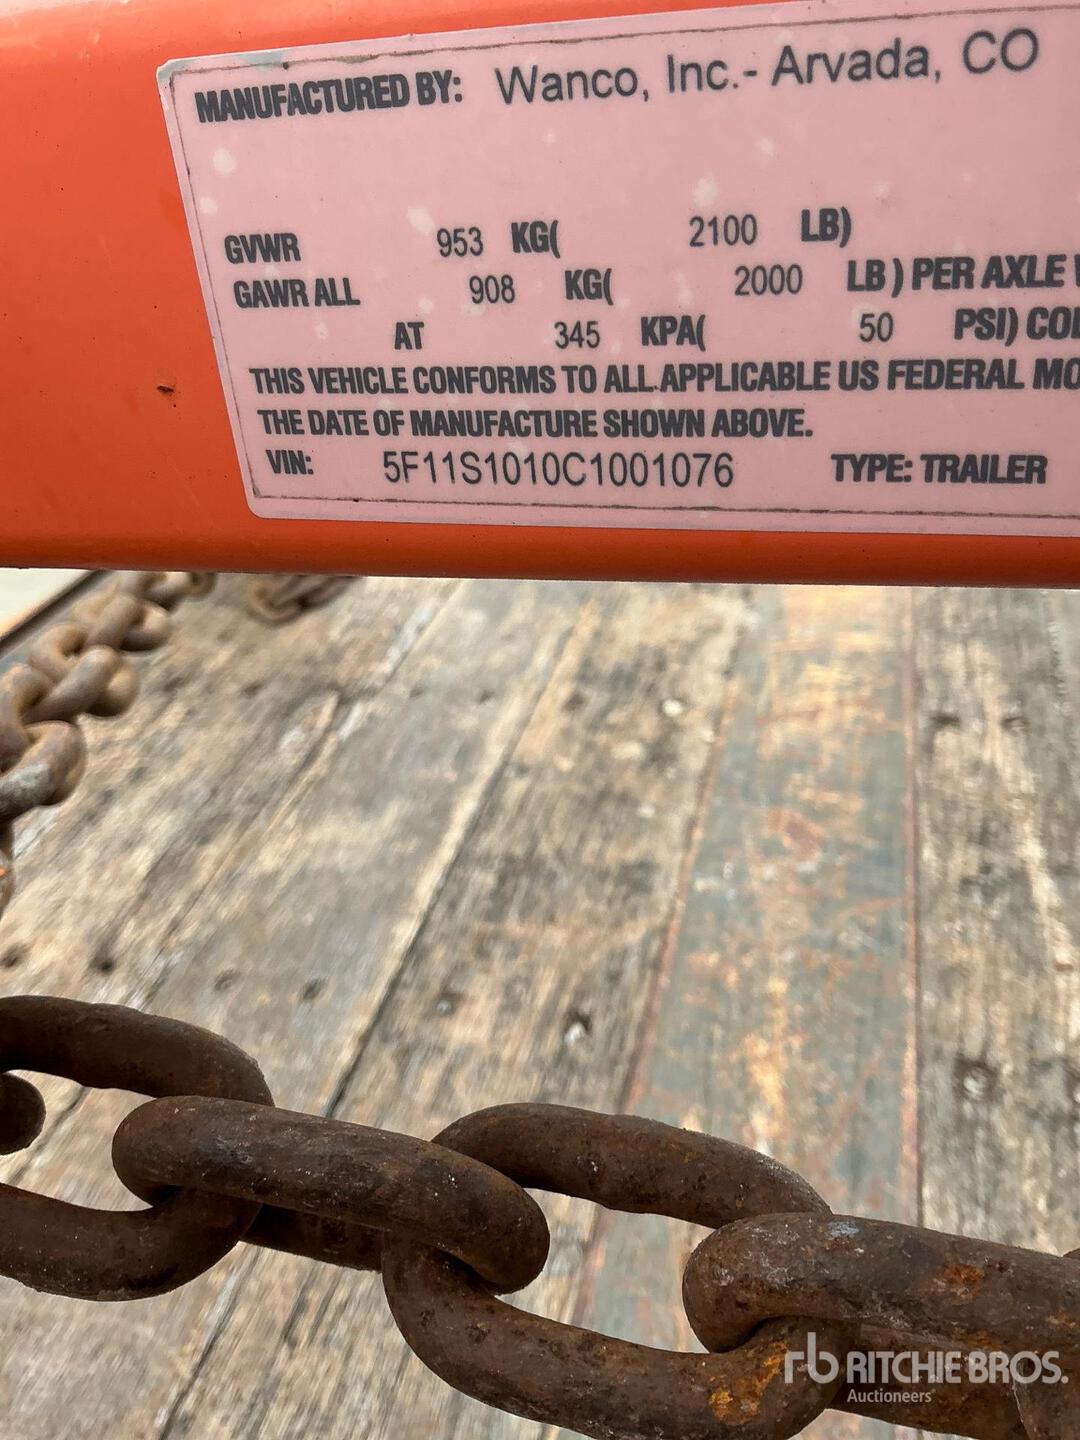 MANUFACTURED BY: Wanco, Inc.- Arvada, CO
GVWR 953 KG( 2100 LB)
GAWR ALL 908 KG( 2000 LB ) PER AXLE
AT 345 KPA( 50 PSI)
THIS VEHICLE CONFORMS TO ALL APPLICABLE US FEDERAL
THE DATE OF MANUFACTURE SHOWN ABOVE.
VIN: 5F11S1010C1001076 TYPE: TRAILER
rb RITCHIE BROS.
Auctioneers